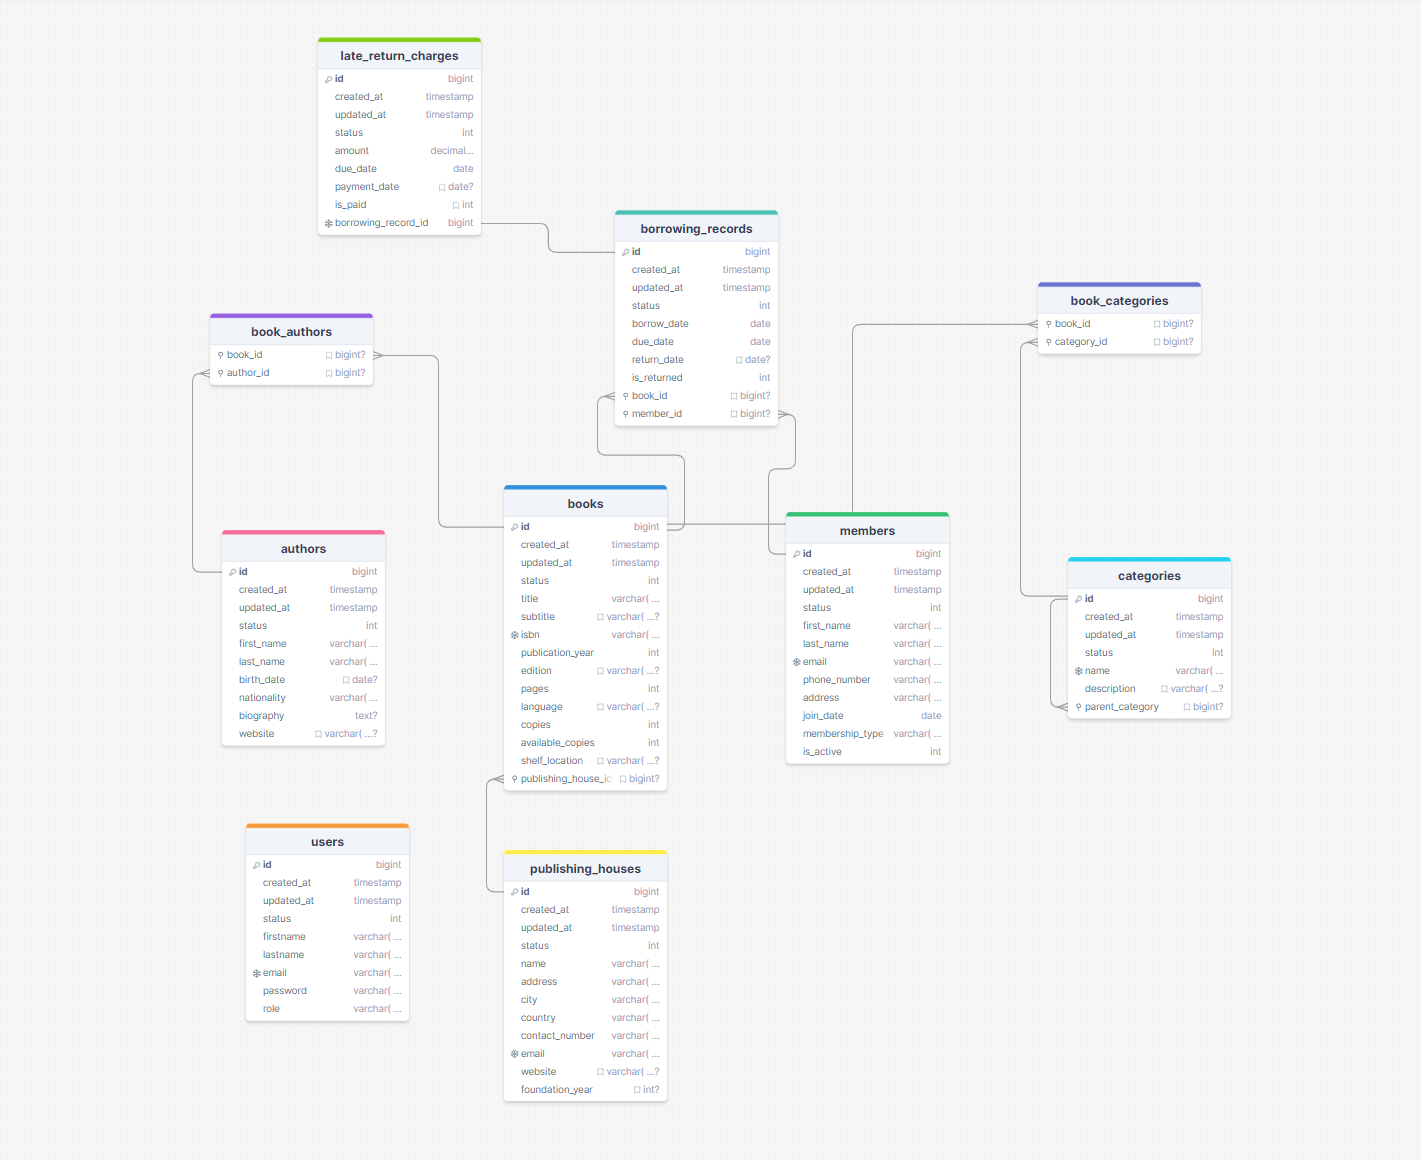 late_return_charges
id bigint
created_at timestamp
updated_at timestamp
status int
amount decimal...
due_date date
payment_date date?
is_paid int
borrowing_record_id bigint
borrowing_records
id bigint
created_at timestamp
updated_at timestamp
status int
borrow_date date
due_date date
return_date date?
is_returned int
book_id bigint?
member_id bigint?
book_categories
book_id bigint?
category_id bigint?
book_authors
book_id bigint?
author_id bigint?
books
id bigint
created_at timestamp
updated_at timestamp
status int
title varchar( ...
subtitle varchar( ...?
isbn varchar( ...
publication_year int
edition varchar( ...?
pages int
language varchar( ...?
copies int
available_copies int
shelf_location varchar( ...?
publishing_house_id bigint?
members
id bigint
created_at timestamp
updated_at timestamp
status int
first_name varchar( ...
last_name varchar( ...
email varchar( ...
phone_number varchar( ...
address varchar( ...
join_date date
membership_type varchar( ...
is_active int
authors
id bigint
created_at timestamp
updated_at timestamp
status int
first_name varchar( ...
last_name varchar( ...
birth_date date?
nationality varchar( ...
biography text?
website varchar( ...?
categories
id bigint
created_at timestamp
updated_at timestamp
status int
name varchar( ...
description varchar( ...?
parent_category bigint?
users
id bigint
created_at timestamp
updated_at timestamp
status int
firstname varchar( ...
lastname varchar( ...
email varchar( ...
password varchar( ...
role varchar( ...
publishing_houses
id bigint
created_at timestamp
updated_at timestamp
status int
name varchar( ...
address varchar( ...
city varchar( ...
country varchar( ...
contact_number varchar( ...
email varchar( ...
website varchar( ...?
foundation_year int?